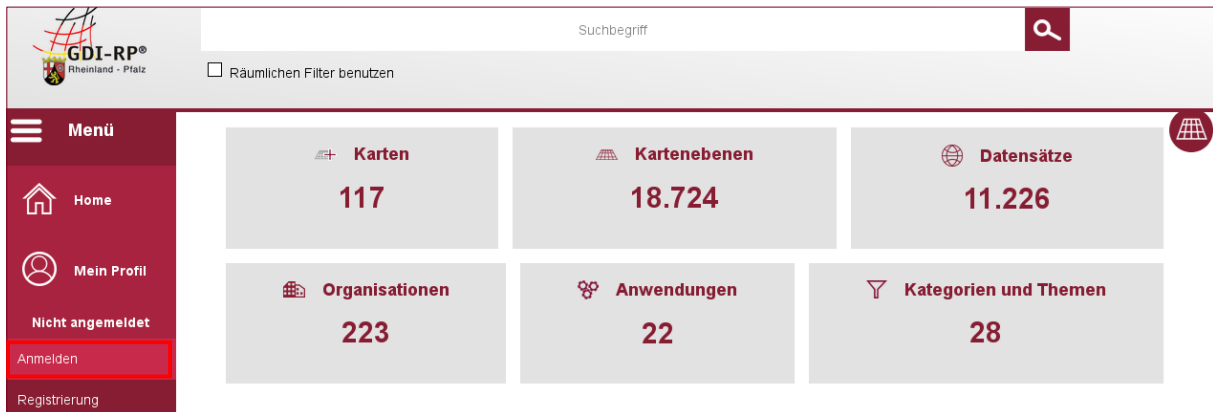 Suchbegriff
GDI-RP®
Rheinland - Pfalz
Räumlichen Filter benutzen
Menü
Home
Mein Profil
Nicht angemeldet
Anmelden
Registrierung
Karten
117
Kartenebenen
18.724
Datensätze
11.226
Organisationen
223
Anwendungen
22
Kategorien und Themen
28